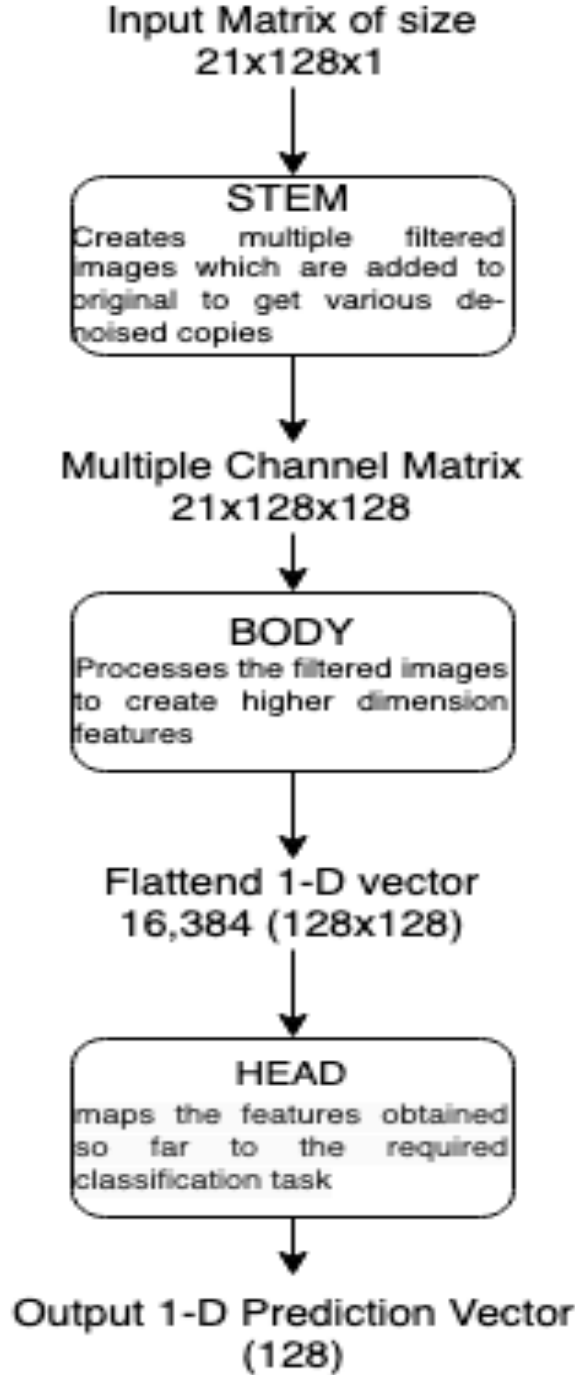 Input Matrix of size
21x128x1
STEM
Creates multiple filtered
images which are added to
original to get various de-
noised copies
Multiple Channel Matrix
21x128x128
BODY
Processes the filtered images
to create higher dimension
features
Flattend 1-D vector
16,384 (128x128)
HEAD
maps the features obtained
so far to the required
classification task
Output 1-D Prediction Vector
(128)